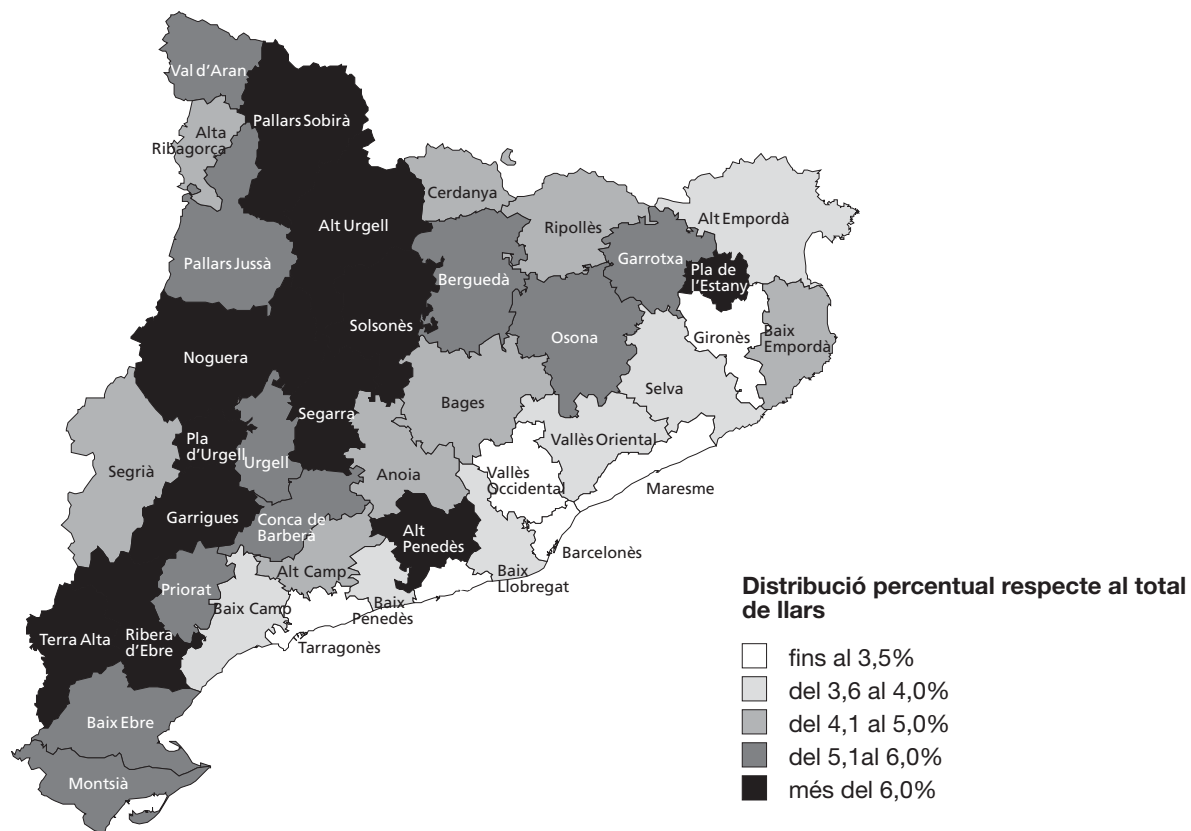 Val d'Aran
Pallars Sobirà
Alta
Ribagorça
Cerdanya
Ripollès
Alt Empordà
Alt Urgell
Pallars Jussà
Berguedà
Garrotxa
Pla de
l'Estany
Solsonès
Osona
Gironès
Baix
Empordà
Noguera
Selva
Bages
Segarra
Vallès Oriental
Pla
d'Urgell
Urgell
Segrià
Anoia
Vallès
Occidental
Maresme
Garrigues
Conca de
Barberà
Alt
Penedès
Barcelonès
Alt Camp
Baix
Llobregat
Priorat
Baix Camp
Baix
Penedès
Terra Alta
Ribera
d'Ebre
Tarragonès
Baix Ebre
Montsià
Distribució percentual respecte al total
de llars
fins al 3,5%
del 3,6 al 4,0%
del 4,1 al 5,0%
del 5,1al 6,0%
més del 6,0%